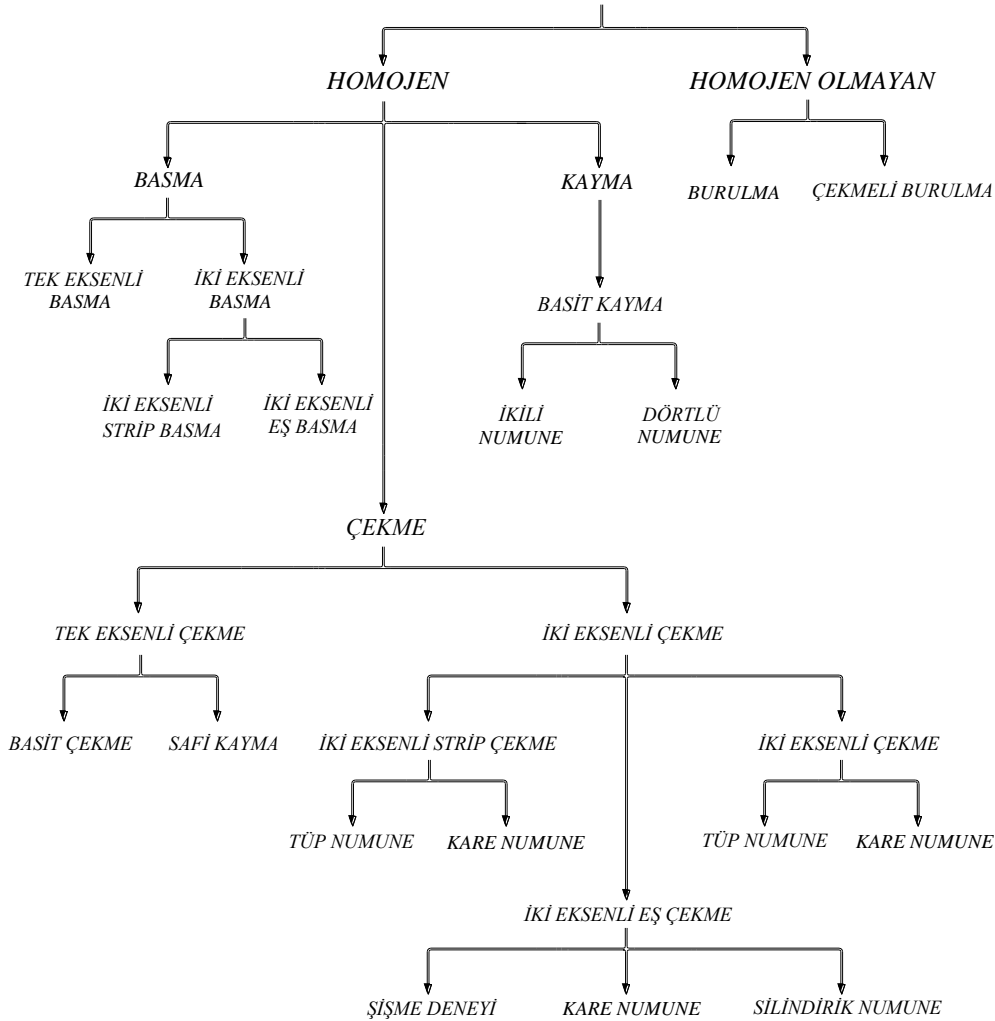 HOMOJEN
HOMOJEN OLMAYAN
BASMA
KAYMA
BURULMA
ÇEKMELİ BURULMA
TEK EKSENLİ
BASMA
İKİ EKSENLİ
BASMA
BASİT KAYMA
İKİ EKSENLİ
STRİP BASMA
İKİ EKSENLİ
EŞ BASMA
İKİLİ
NUMUNE
DÖRTLÜ
NUMUNE
ÇEKME
TEK EKSENLİ ÇEKME
İKİ EKSENLİ ÇEKME
BASİT ÇEKME
SAFİ KAYMA
İKİ EKSENLİ STRİP ÇEKME
İKİ EKSENLİ ÇEKME
TÜP NUMUNE
KARE NUMUNE
TÜP NUMUNE
KARE NUMUNE
İKİ EKSENLİ EŞ ÇEKME
ŞİŞME DENEYİ
KARE NUMUNE
SİLİNDİRİK NUMUNE